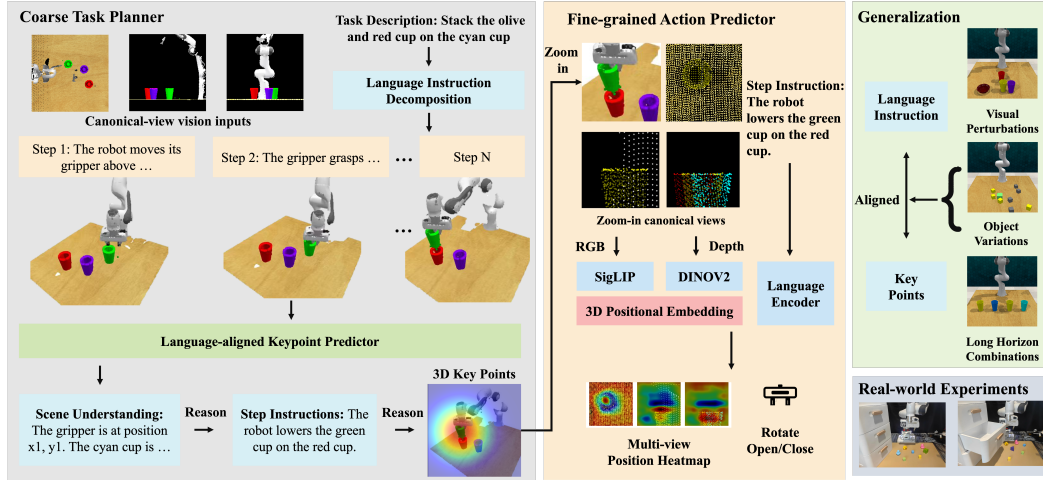 Coarse Task Planner
Task Description: Stack the olive
and red cup on the cyan cup
Language Instruction
Decomposition
Canonical-view vision inputs
Step 1: The robot moves its
gripper above …
Step 2: The gripper grasps …
...
Step N
...
Language-aligned Keypoint Predictor
3D Key Points
Scene Understanding:
The gripper is at position
x1, y1. The cyan cup is …
Reason
Step Instructions: The
robot lowers the green
cup on the red cup.
Reason
Fine-grained Action Predictor
Zoom
in
Step Instruction:
The robot
lowers the green
cup on the red
cup.
Zoom-in canonical views
RGB
Depth
SigLIP
DINOV2
Language
Encoder
3D Positional Embedding
Multi-view
Position Heatmap
Rotate
Open/Close
Generalization
Language
Instruction
Visual
Perturbations
Aligned
Object
Variations
Key
Points
Long Horizon
Combinations
Real-world Experiments